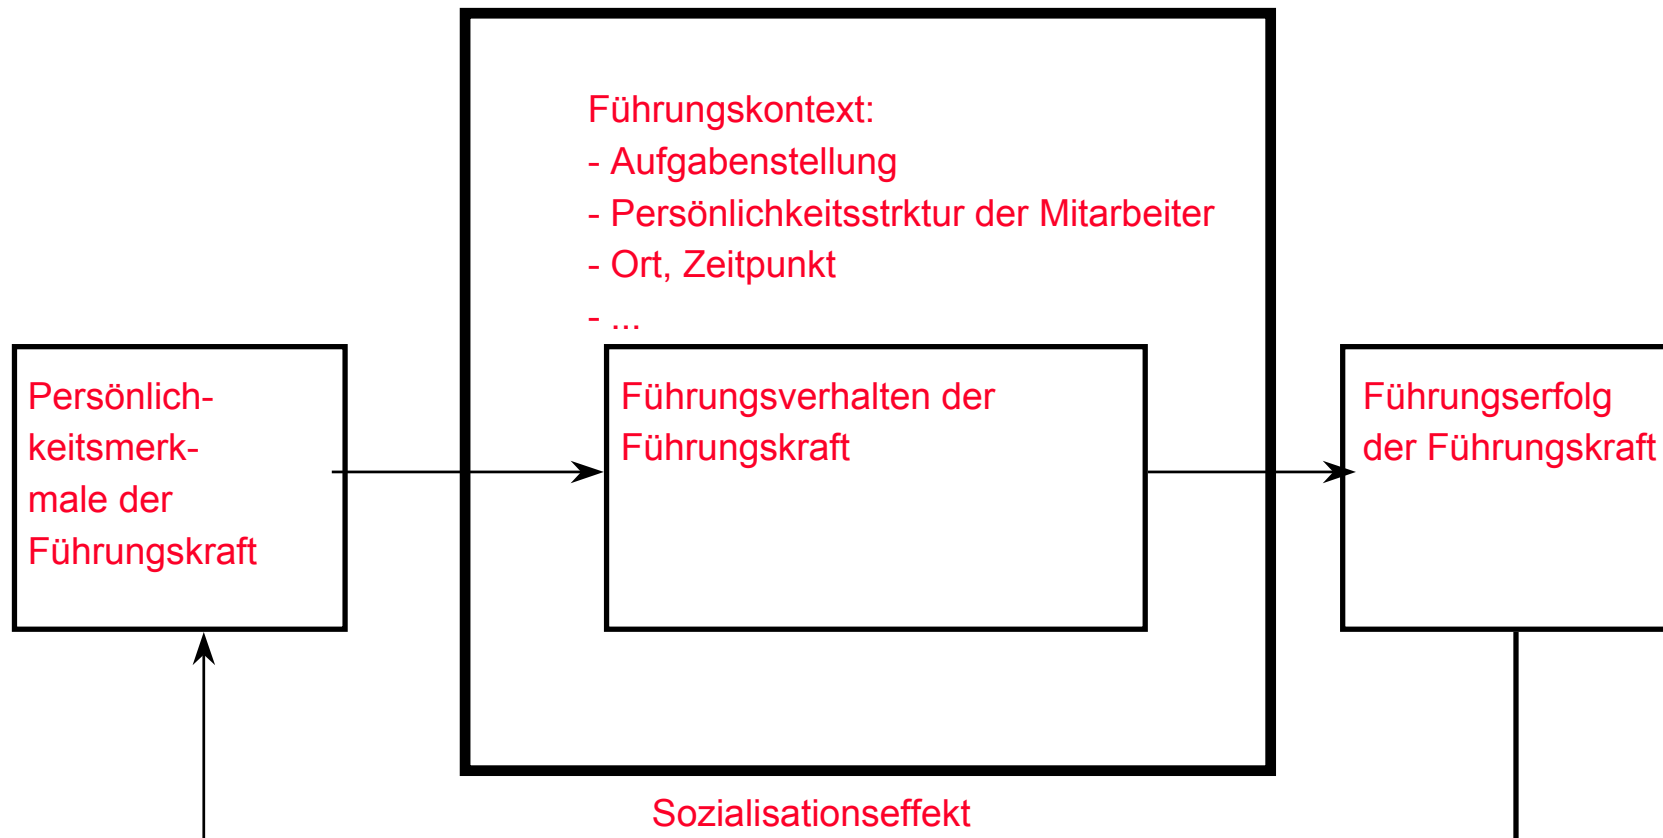 Führungskontext:
- Aufgabenstellung
- Persönlichkeitsstrktur der Mitarbeiter
- Ort, Zeitpunkt
- ...
Persönlich-
keitsmerk-
male der
Führungskraft
Führungsverhalten der
Führungskraft
Führungserfolg
der Führungskraft
Sozialisationseffekt